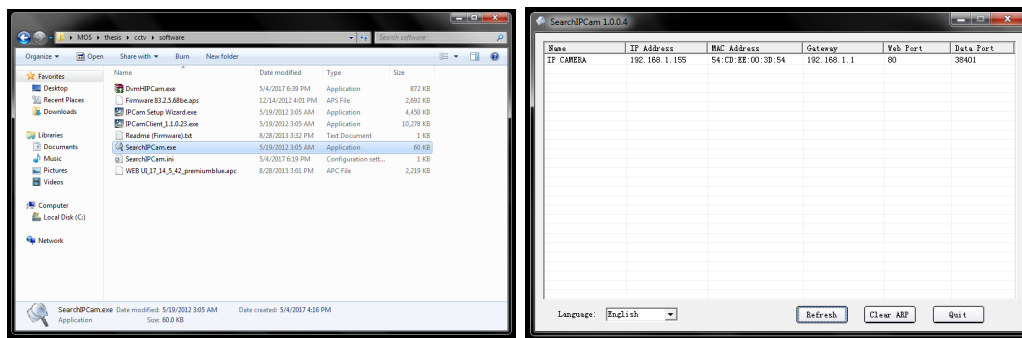 MOS ▸ thesis ▸ cctv ▸ software
Search software
Organize Open Share with Burn New folder
Favorites
Desktop
Recent Places
Downloads
Libraries
Documents
Music
Pictures
Videos
Computer
Local Disk (C:)
Network
Name Date modified Type Size
DvmHIPCam.exe 5/4/2017 6:39 PM Application 872 KB
Firmware 83.2.5.68be.aps 12/14/2012 4:01 PM APS File 2,692 KB
IPCam Setup Wizard.exe 5/19/2012 3:05 AM Application 4,450 KB
IPCamClient_1.1.0.23.exe 5/19/2012 3:05 AM Application 10,278 KB
Readme (Firmware).txt 8/28/2013 3:32 PM Text Document 1 KB
SearchIPCam.exe 5/19/2012 3:05 AM Application 60 KB
SearchIPCam.ini 5/4/2017 6:19 PM Configuration sett... 1 KB
WEB UI_17_14_5_42_premiumblue.apc 8/28/2013 3:01 PM APC File 2,219 KB
SearchIPCam.exe Date modified: 5/19/2012 3:05 AM Date created: 5/4/2017 4:16 PM
Application Size: 60.0 KB
SearchIPCam 1.0.0.4
Name IP Address MAC Address Gateway Web Port Data Port
IP CAMERA 192.168.1.155 54:CD:EE:00:3D:54 192.168.1.1 80 38401
Language: English Refresh Clear ARP Quit